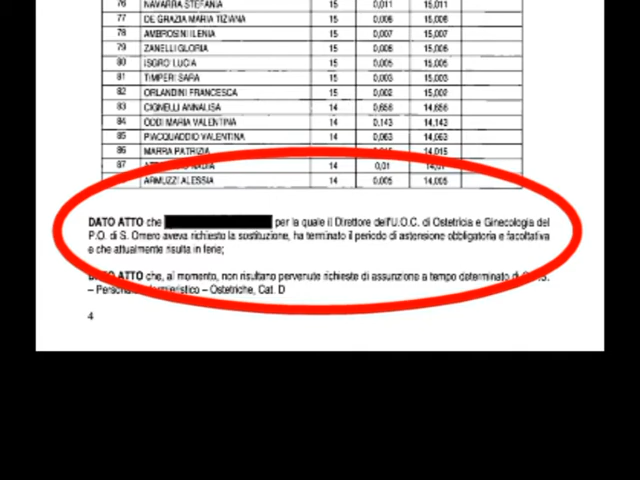 76 NAVARRA STEFANIA 15 0,011 15,011
77 DE GRAZIA MARIA TIZIANA 15 0,008 15,008
78 AMBROSINI ILENIA 15 0,007 15,007
79 ZANELLI GLORIA 15 0,006 15,006
80 ISGRO LUCIA 15 0,005 15,005
81 TIMPERI SARA 15 0,003 15,003
82 ORLANDINI FRANCESCA 15 0,002 15,002
83 CIGNELLI ANNALISA 14 0,656 14,656
84 ODDI MARIA VALENTINA 14 0,143 14,143
85 PIACQUADDIO VALENTINA 14 0,063 14,063
86 MARRA PATRIZIA 14,015
87 14 0,01
ARMUZZI ALESSIA 14 0,005 14,005
DATO ATTO che per la quale il Direttore dell'U.O.C. di Ostetricia e Ginecologia del
P.O. di S. Omero aveva richiesto la sostituzione, ha terminato il periodo di astensione obbligatoria e facoltativa
e che attualmente risulta in ferie;
DATO ATTO che, al momento, non risultano pervenute richieste di assunzione a tempo determinato di
– Ostetriche, Cat. D
4